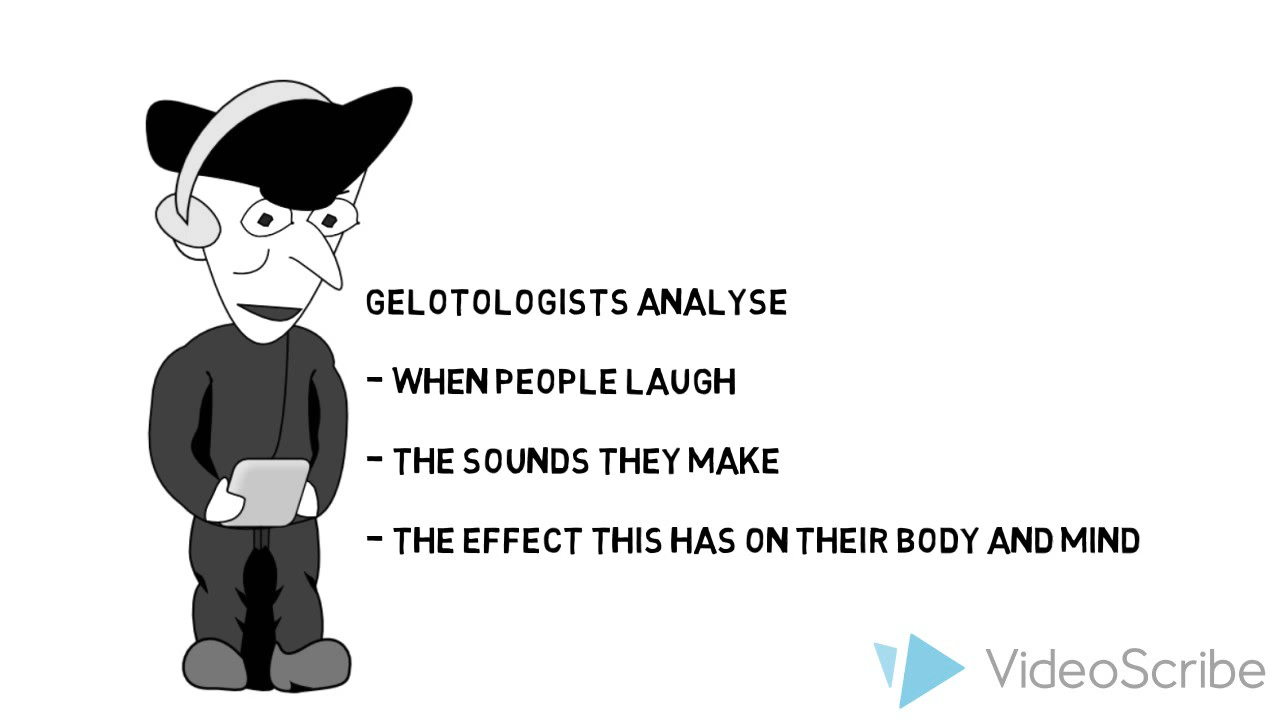 GELOTOLOGISTS ANALYSE
- WHEN PEOPLE LAUGH
- THE SOUNDS THEY MAKE
- THE EFFECT THIS HAS ON THEIR BODY AND MIND
VideoScribe